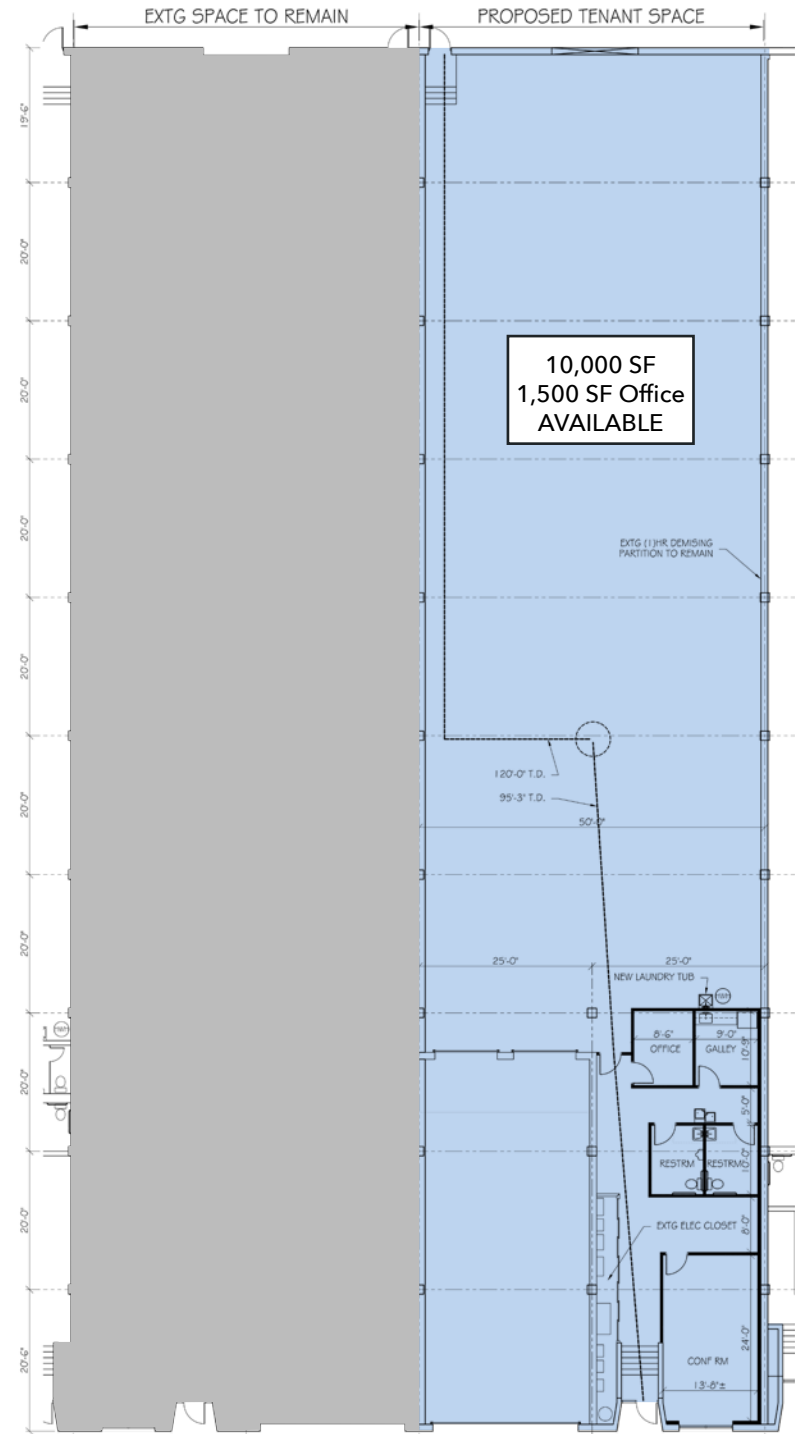 EXTG SPACE TO REMAIN
PROPOSED TENANT SPACE
19'-6"
20'-0"
20'-0"
10,000 SF
1,500 SF Office
AVAILABLE
20'-0"
EXTG (1)HR DEMISING
PARTITION TO REMAIN
20'-0"
120'-0" T.D.
95'-3" T.D.
20'-0"
50'-0"
20'-0"
25'-0"
25'-0"
NEW LAUNDRY TUB
8'-6"
9'-0"
OFFICE
GALLEY
10'-9"
20'-0"
5'-0"
RESTRM
RESTRM
10'-0"
20'-0"
EXTG ELEC CLOSET
8'-0"
24'-0"
CONF RM
13'-8"±
20'-6"